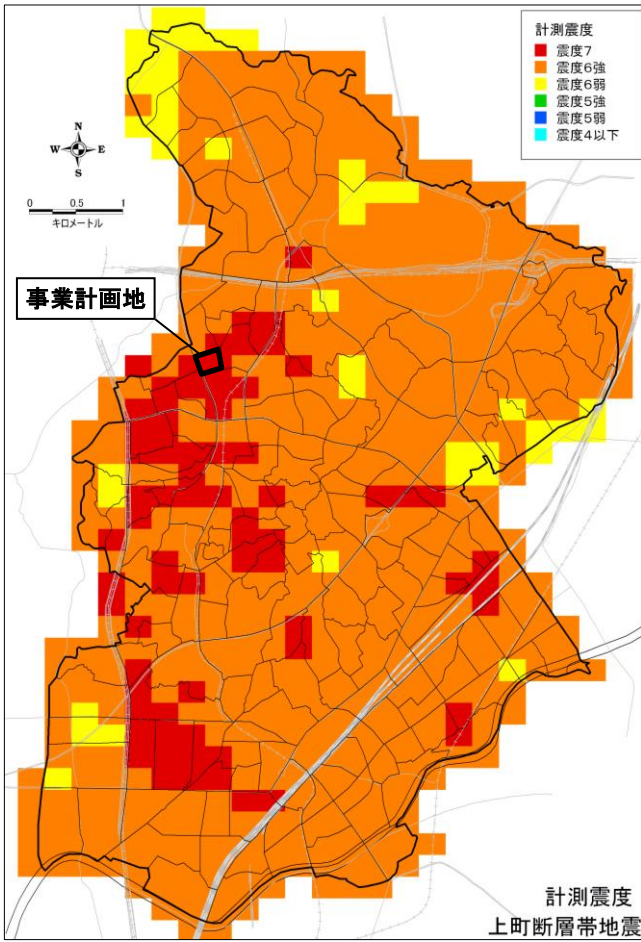 計測震度
震度7
震度6強
震度6弱
震度5強
震度5弱
震度4以下
N
W E
S
0 0.5 1
キロメートル
事業計画地
計測震度
上町断層帯地震